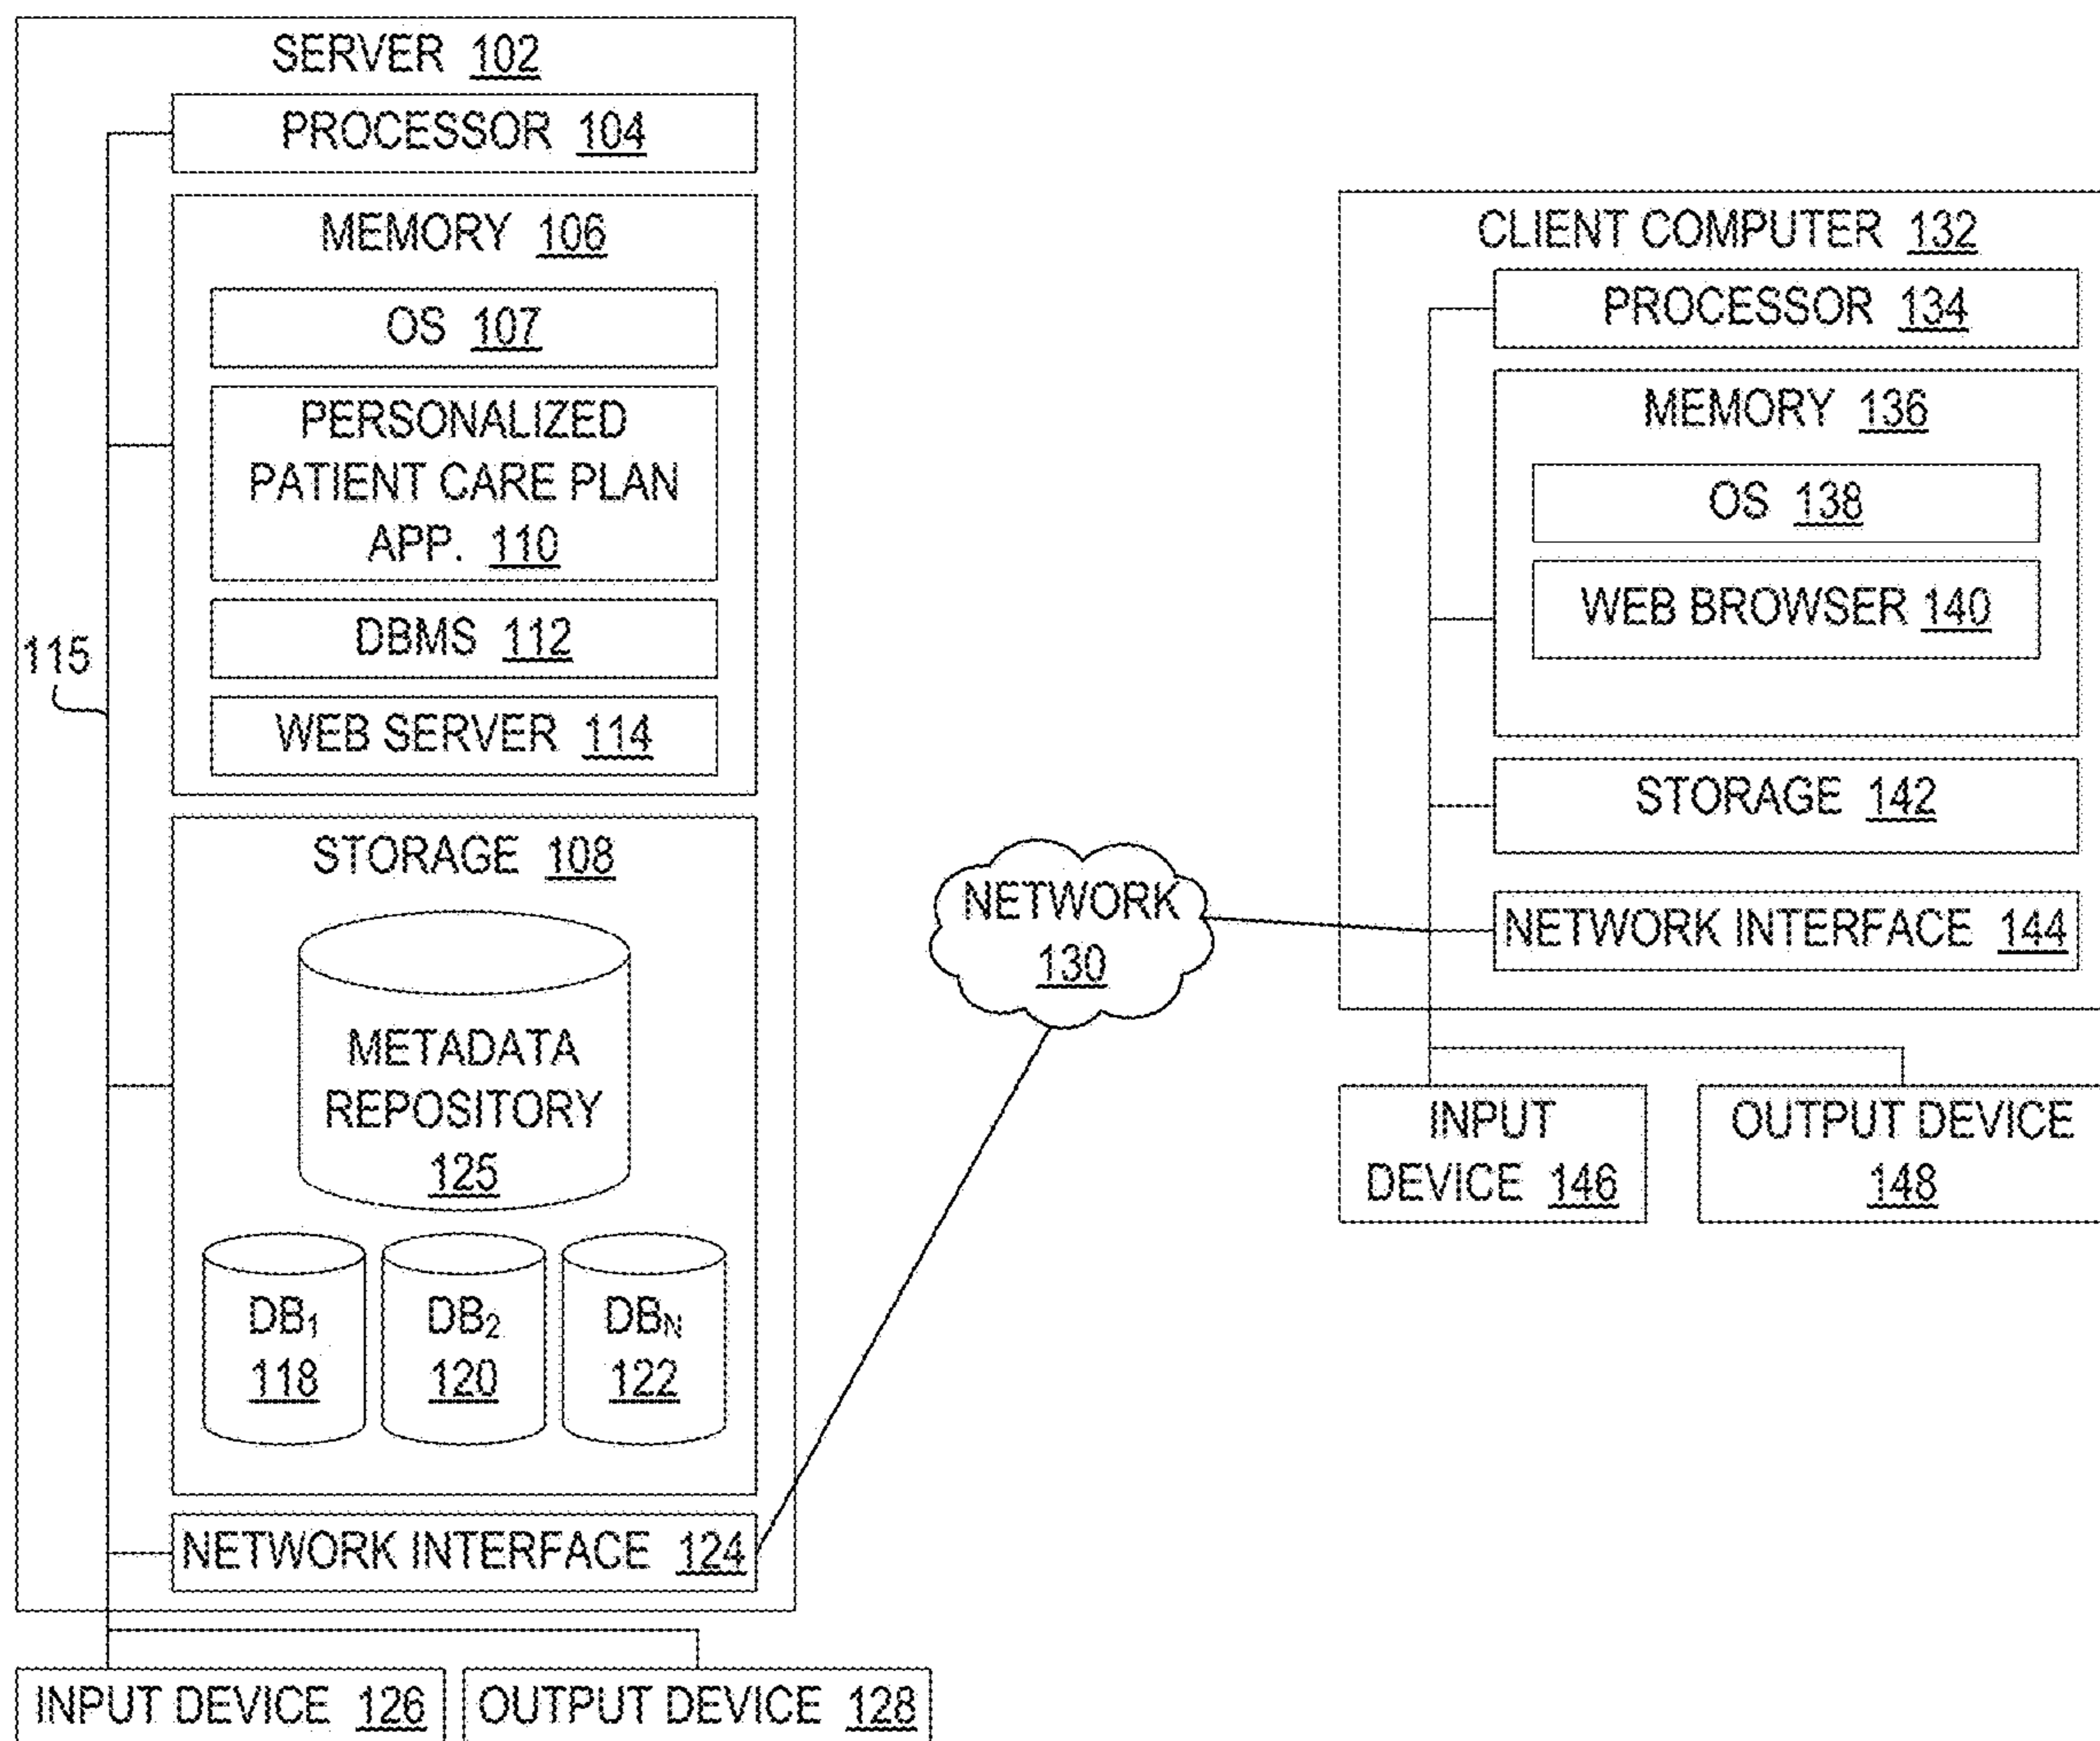 SERVER 102
PROCESSOR 104
MEMORY 106
OS 107
PERSONALIZED
PATIENT CARE PLAN
APP. 110
DBMS 112
WEB SERVER 114
115
STORAGE 108
METADATA
REPOSITORY
125
DB1
118
DB2
120
DBN
122
NETWORK INTERFACE 124
INPUT DEVICE 126
OUTPUT DEVICE 128
NETWORK
130
CLIENT COMPUTER 132
PROCESSOR 134
MEMORY 136
OS 138
WEB BROWSER 140
STORAGE 142
NETWORK INTERFACE 144
INPUT
DEVICE 146
OUTPUT DEVICE
148